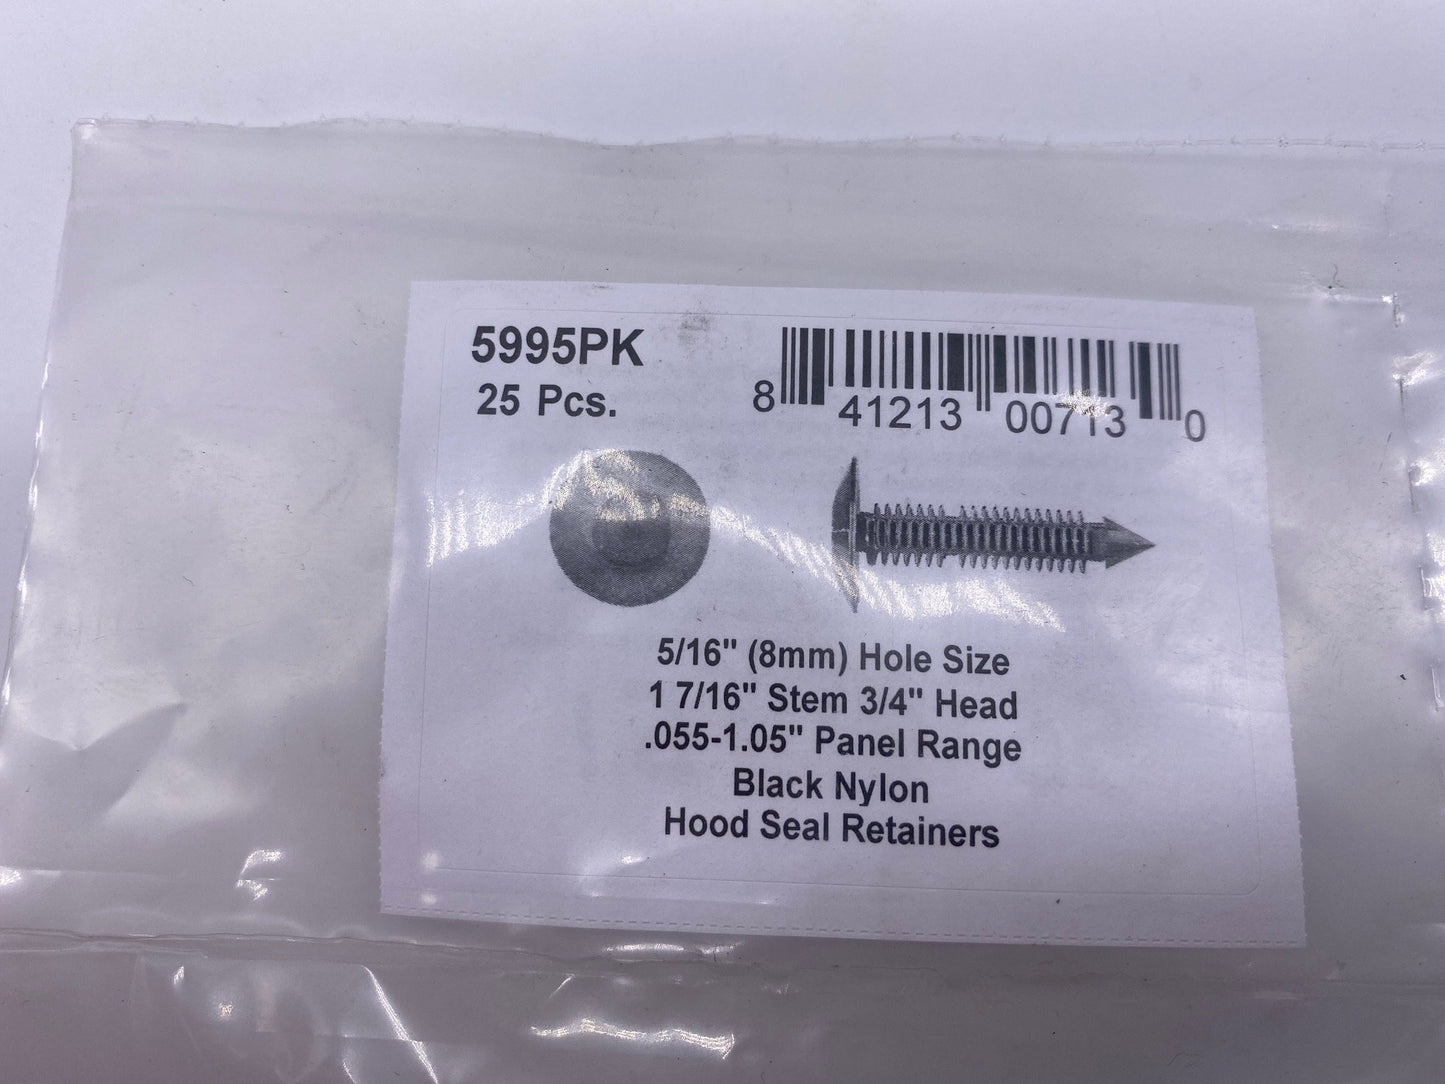 5995PK
25 Pcs.
8 41213 00713 0
5/16" (8mm) Hole Size
1 7/16" Stem 3/4" Head
.055-1.05" Panel Range
Black Nylon
Hood Seal Retainers